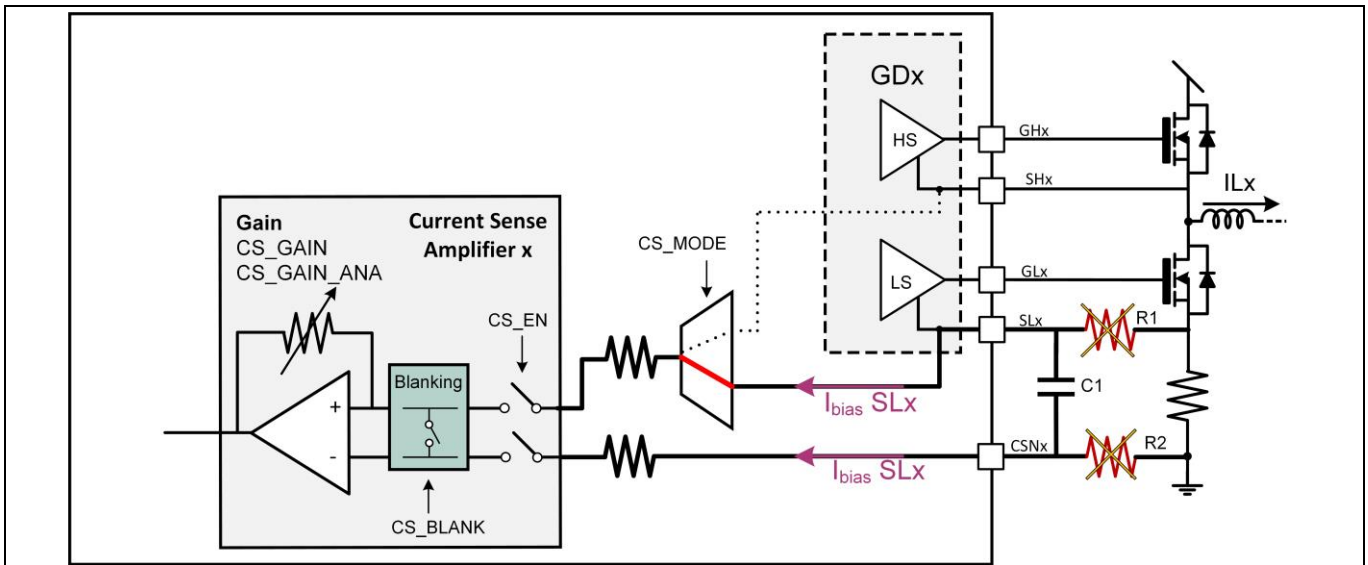 GDx
HS
GHx
SHx
ILx
Gain
CS_GAIN
CS_GAIN_ANA
Current Sense
Amplifier x
CS_MODE
LS
GLx
CS_EN
SLx
R1
Blanking
+
-
Ibias SLx
C1
Ibias SLx
CSNx
R2
CS_BLANK